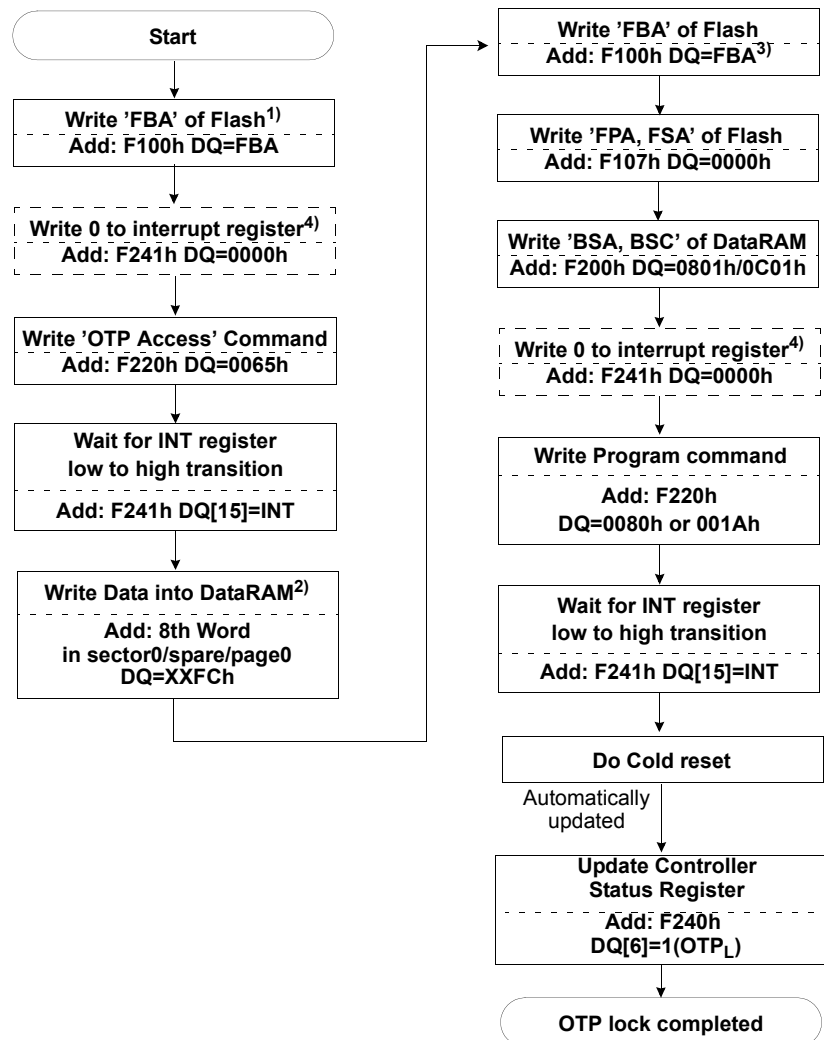 Start
Write ’FBA’ of Flash1)
Add: F100h DQ=FBA
Write 0 to interrupt register4)
Add: F241h DQ=0000h
Write ’OTP Access’ Command
Add: F220h DQ=0065h
Wait for INT register
low to high transition
Add: F241h DQ[15]=INT
Write Data into DataRAM2)
Add: 8th Word
in sector0/spare/page0
DQ=XXFCh
Write ’FBA’ of Flash
Add: F100h DQ=FBA3)
Write ’FPA, FSA’ of Flash
Add: F107h DQ=0000h
Write ’BSA, BSC’ of DataRAM
Add: F200h DQ=0801h/0C01h
Write 0 to interrupt register4)
Add: F241h DQ=0000h
Write Program command
Add: F220h
DQ=0080h or 001Ah
Wait for INT register
low to high transition
Add: F241h DQ[15]=INT
Do Cold reset
Automatically
updated
Update Controller
Status Register
Add: F240h
DQ[6]=1(OTPL)
OTP lock completed